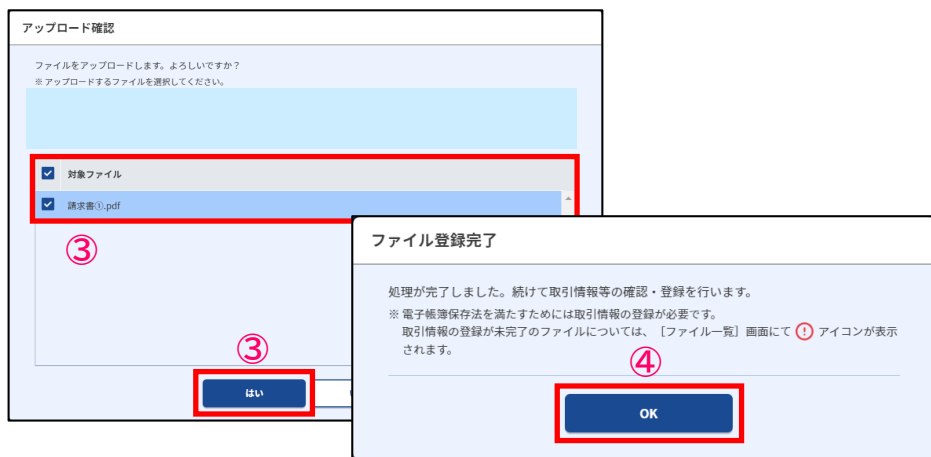 アップロード確認
ファイルをアップロードします。よろしいですか？
※ アップロードするファイルを選択してください。
対象ファイル
請求書①.pdf
③
③
はい
ファイル登録完了
処理が完了しました。続けて取引情報等の確認・登録を行います。
※ 電子帳簿保存法を満たすためには取引情報の登録が必要です。
取引情報の登録が未完了のファイルについては、［ファイル一覧］画面にて ! アイコンが表示
されます。
④
OK